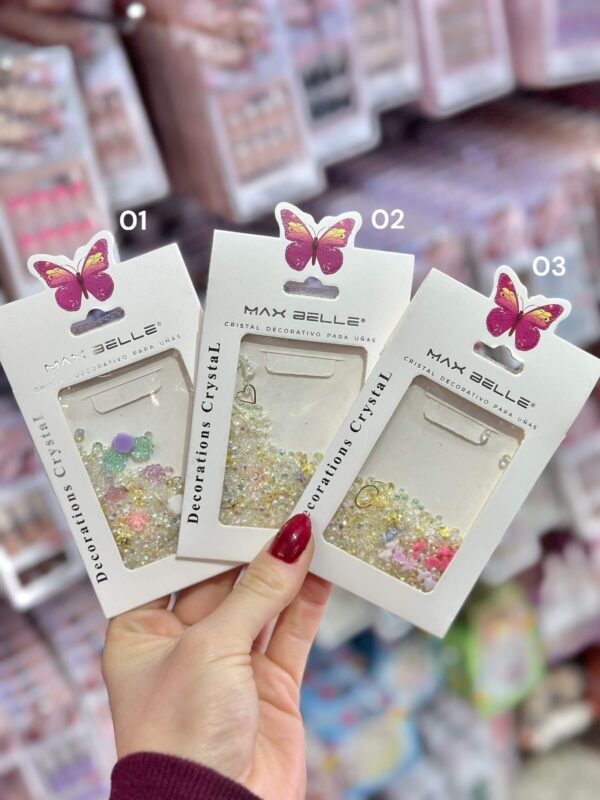 01
MAX BELLE®
CRISTAL DECORATIVO PARA UÑAS
Decorations CrystaL
02
MAX BELLE®
CRISTAL DECORATIVO PARA UÑAS
Decorations CrystaL
03
MAX BELLE®
CRISTAL DECORATIVO PARA UÑAS
Decorations CrystaL